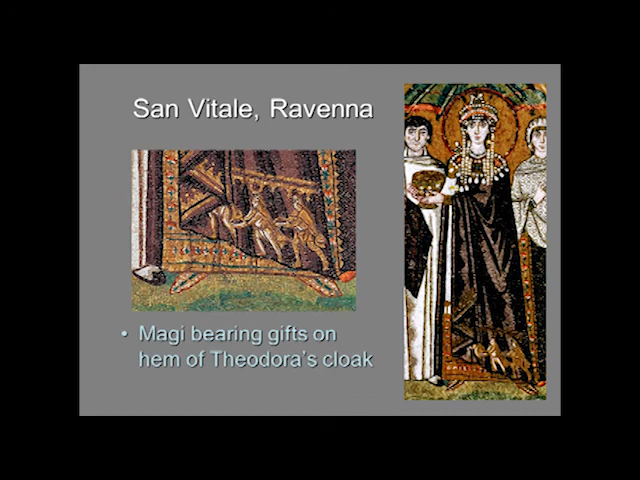 San Vitale, Ravenna
• Magi bearing gifts on
hem of Theodora's cloak